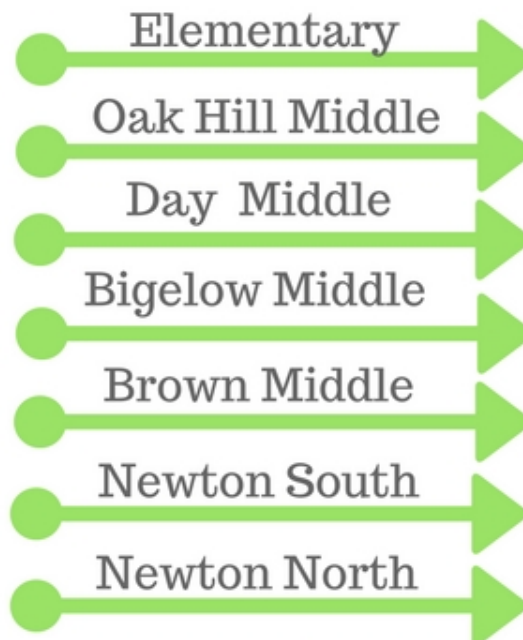 Elementary
Oak Hill Middle
Day Middle
Bigelow Middle
Brown Middle
Newton South
Newton North